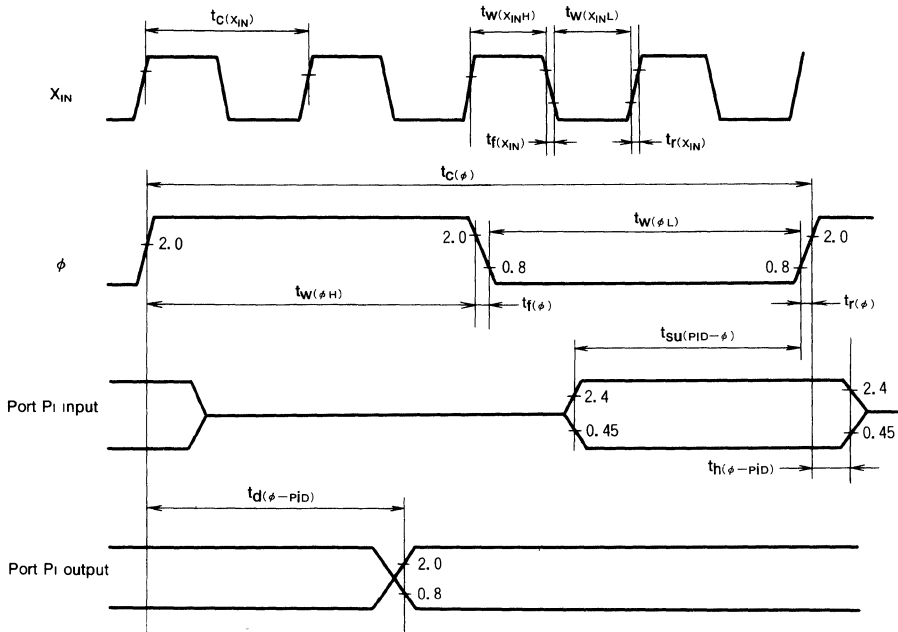 tC(XIN)
tW(XINH)
tW(XINL)
XIN
tf(XIN)
tr(XIN)
tC(φ)
tW(φL)
2.0
2.0
2.0
φ
0.8
0.8
tW(φH)
tf(φ)
tr(φ)
tSU(PiD-φ)
Port Pi input
2.4
2.4
0.45
0.45
th(φ-PiD)
td(φ-PiD)
2.0
Port Pi output
0.8